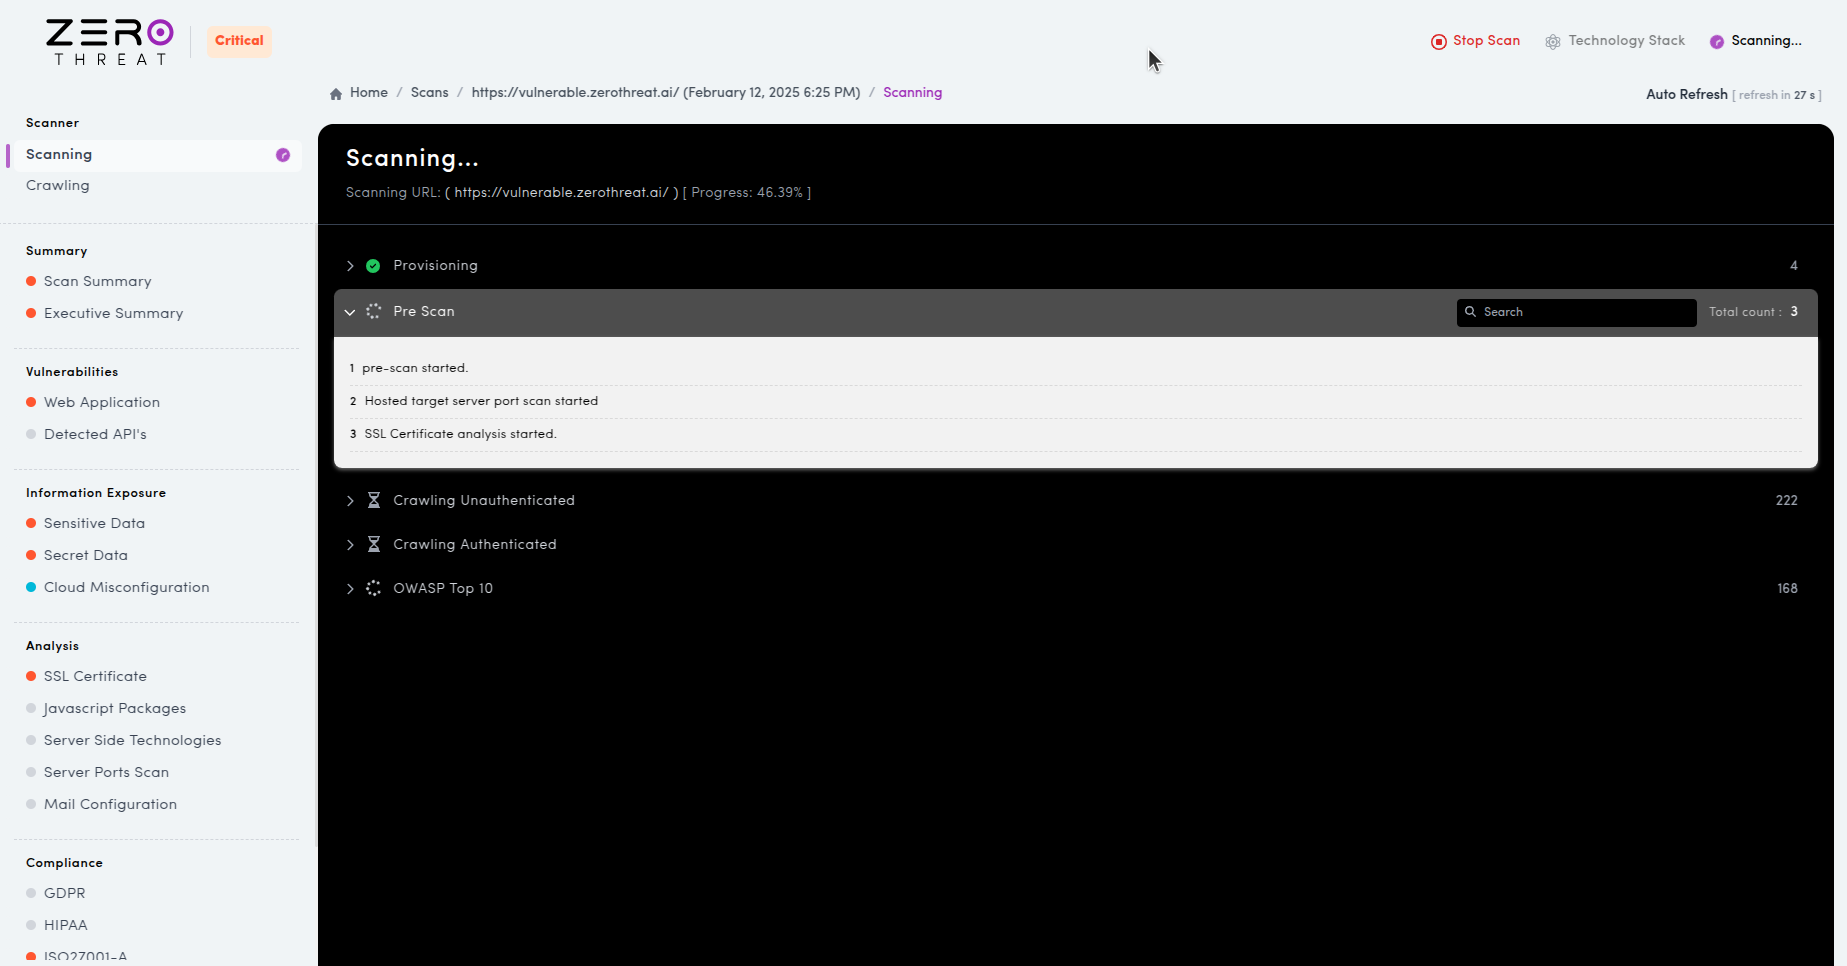 ZERO
THREAT
Critical
Stop Scan
Technology Stack
Scanning...
Home / Scans / https://vulnerable.zerothreat.ai/ (February 12, 2025 6:25 PM) / Scanning
Auto Refresh [ refresh in 27 s ]
Scanner
Scanning
Crawling
Summary
Scan Summary
Executive Summary
Vulnerabilities
Web Application
Detected API's
Information Exposure
Sensitive Data
Secret Data
Cloud Misconfiguration
Analysis
SSL Certificate
Javascript Packages
Server Side Technologies
Server Ports Scan
Mail Configuration
Compliance
GDPR
HIPAA
ISO27001-A
Scanning...
Scanning URL: ( https://vulnerable.zerothreat.ai/ ) [ Progress: 46.39% ]
Provisioning 4
Pre Scan Search Total count : 3
1 pre-scan started.
2 Hosted target server port scan started
3 SSL Certificate analysis started.
Crawling Unauthenticated 222
Crawling Authenticated
OWASP Top 10 168